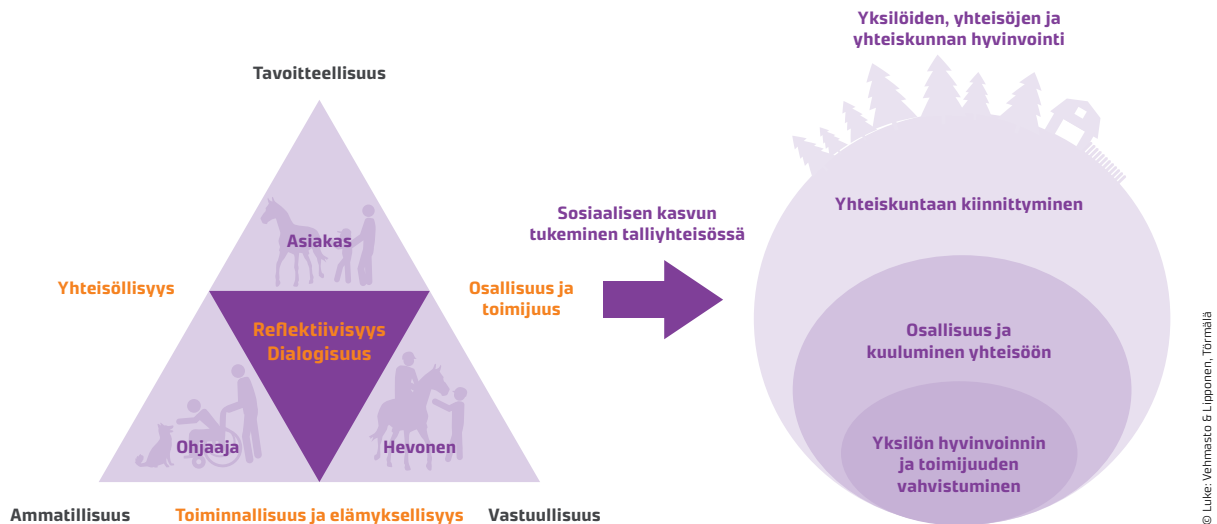 Tavoitteellisuus
Asiakas
Yhteisöllisyys
Osallisuus ja
toimijuus
Reflektiivisyys
Dialogisuus
Ohjaaja
Hevonen
Ammatillisuus
Toiminnallisuus ja elämyksellisyys
Vastuullisuus
Sosiaalisen kasvun
tukeminen talliyhteisössä
Yksilöiden, yhteisöjen ja
yhteiskunnan hyvinvointi
Yhteiskuntaan kiinnittyminen
Osallisuus ja
kuuluminen yhteisöön
Yksilön hyvinvoinnin
ja toimijuuden
vahvistuminen
© Luke: Vehmasto & Lipponen, Törmälä